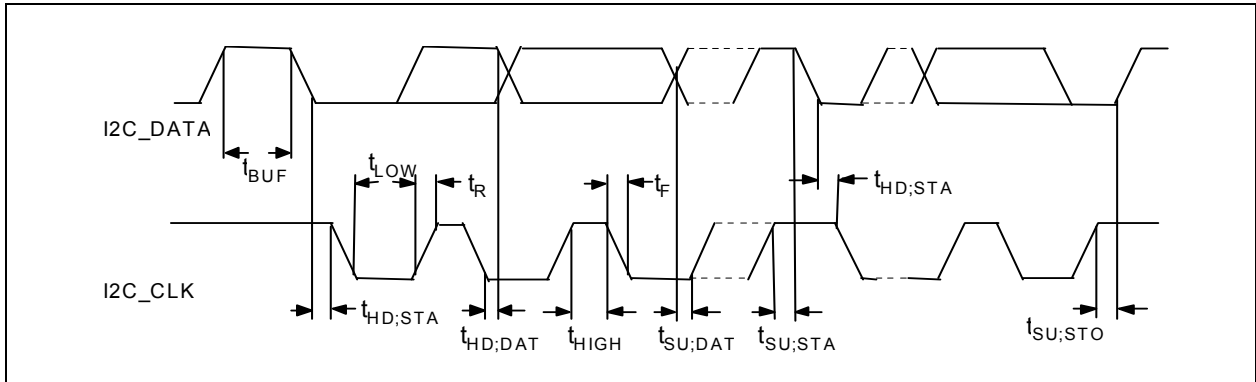 I2C_DATA
tBUF
tLOW
tR
tF
tHD;STA
I2C_CLK
tHD;STA
tHD;DAT
tHIGH
tSU;DAT
tSU;STA
tSU;STO